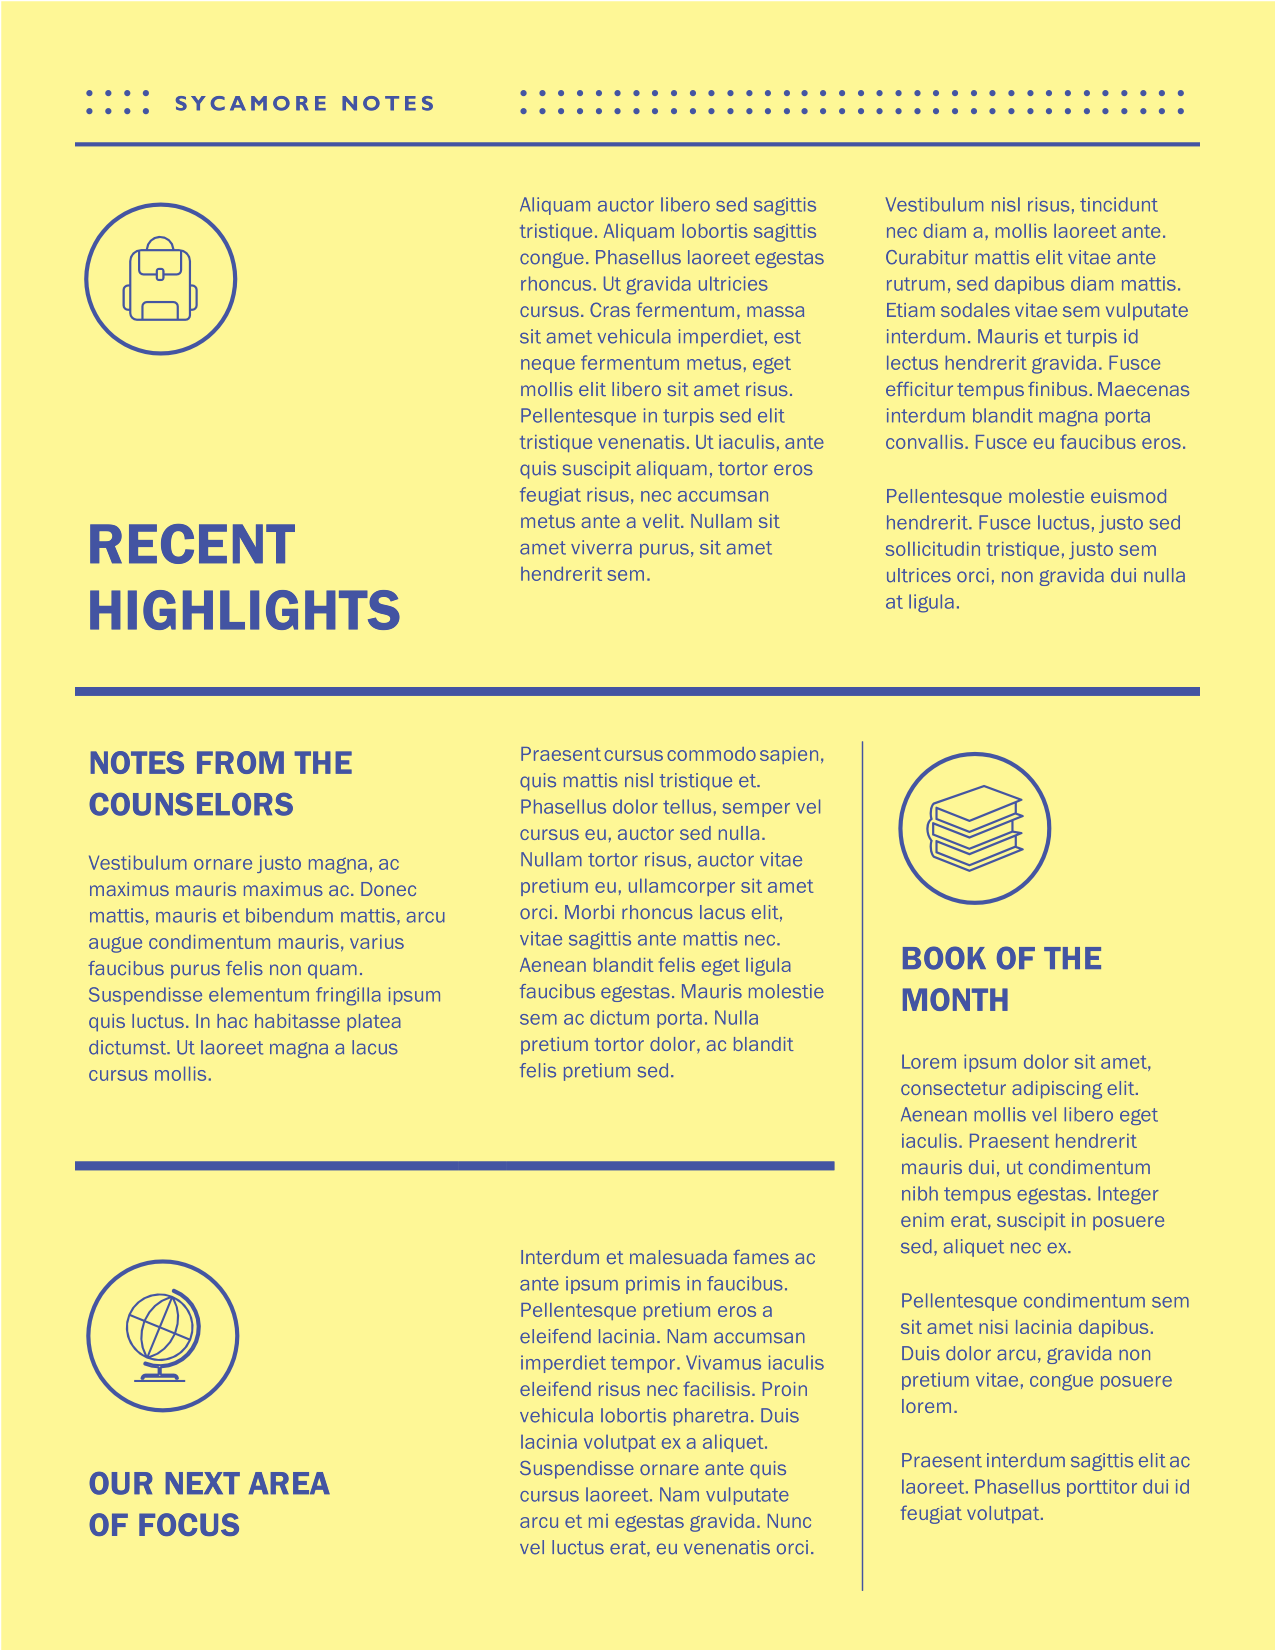 SYCAMORE NOTES
RECENT
HIGHLIGHTS
Aliquam auctor libero sed sagittis
tristique. Aliquam lobortis sagittis
congue. Phasellus laoreet egestas
rhoncus. Ut gravida ultricies
cursus. Cras fermentum, massa
sit amet vehicula imperdiet, est
neque fermentum metus, eget
mollis elit libero sit amet risus.
Pellentesque in turpis sed elit
tristique venenatis. Ut iaculis, ante
quis suscipit aliquam, tortor eros
feugiat risus, nec accumsan
metus ante a velit. Nullam sit
amet viverra purus, sit amet
hendrerit sem.
Vestibulum nisl risus, tincidunt
nec diam a, mollis laoreet ante.
Curabitur mattis elit vitae ante
rutrum, sed dapibus diam mattis.
Etiam sodales vitae sem vulputate
interdum. Mauris et turpis id
lectus hendrerit gravida. Fusce
efficitur tempus finibus. Maecenas
interdum blandit magna porta
convallis. Fusce eu faucibus eros.
Pellentesque molestie euismod
hendrerit. Fusce luctus, justo sed
sollicitudin tristique, justo sem
ultrices orci, non gravida dui nulla
at ligula.
NOTES FROM THE
COUNSELORS
Vestibulum ornare justo magna, ac
maximus mauris maximus ac. Donec
mattis, mauris et bibendum mattis, arcu
augue condimentum mauris, varius
faucibus purus felis non quam.
Suspendisse elementum fringilla ipsum
quis luctus. In hac habitasse platea
dictumst. Ut laoreet magna a lacus
cursus mollis.
Praesent cursus commodo sapien,
quis mattis nisl tristique et.
Phasellus dolor tellus, semper vel
cursus eu, auctor sed nulla.
Nullam tortor risus, auctor vitae
pretium eu, ullamcorper sit amet
orci. Morbi rhoncus lacus elit,
vitae sagittis ante mattis nec.
Aenean blandit felis eget ligula
faucibus egestas. Mauris molestie
sem ac dictum porta. Nulla
pretium tortor dolor, ac blandit
felis pretium sed.
OUR NEXT AREA
OF FOCUS
Interdum et malesuada fames ac
ante ipsum primis in faucibus.
Pellentesque pretium eros a
eleifend lacinia. Nam accumsan
imperdiet tempor. Vivamus iaculis
eleifend risus nec facilisis. Proin
vehicula lobortis pharetra. Duis
lacinia volutpat ex a aliquet.
Suspendisse ornare ante quis
cursus laoreet. Nam vulputate
arcu et mi egestas gravida. Nunc
vel luctus erat, eu venenatis orci.
BOOK OF THE
MONTH
Lorem ipsum dolor sit amet,
consectetur adipiscing elit.
Aenean mollis vel libero eget
iaculis. Praesent hendrerit
mauris dui, ut condimentum
nibh tempus egestas. Integer
enim erat, suscipit in posuere
sed, aliquet nec ex.
Pellentesque condimentum sem
sit amet nisi lacinia dapibus.
Duis dolor arcu, gravida non
pretium vitae, congue posuere
lorem.
Praesent interdum sagittis elit ac
laoreet. Phasellus porttitor dui id
feugiat volutpat.